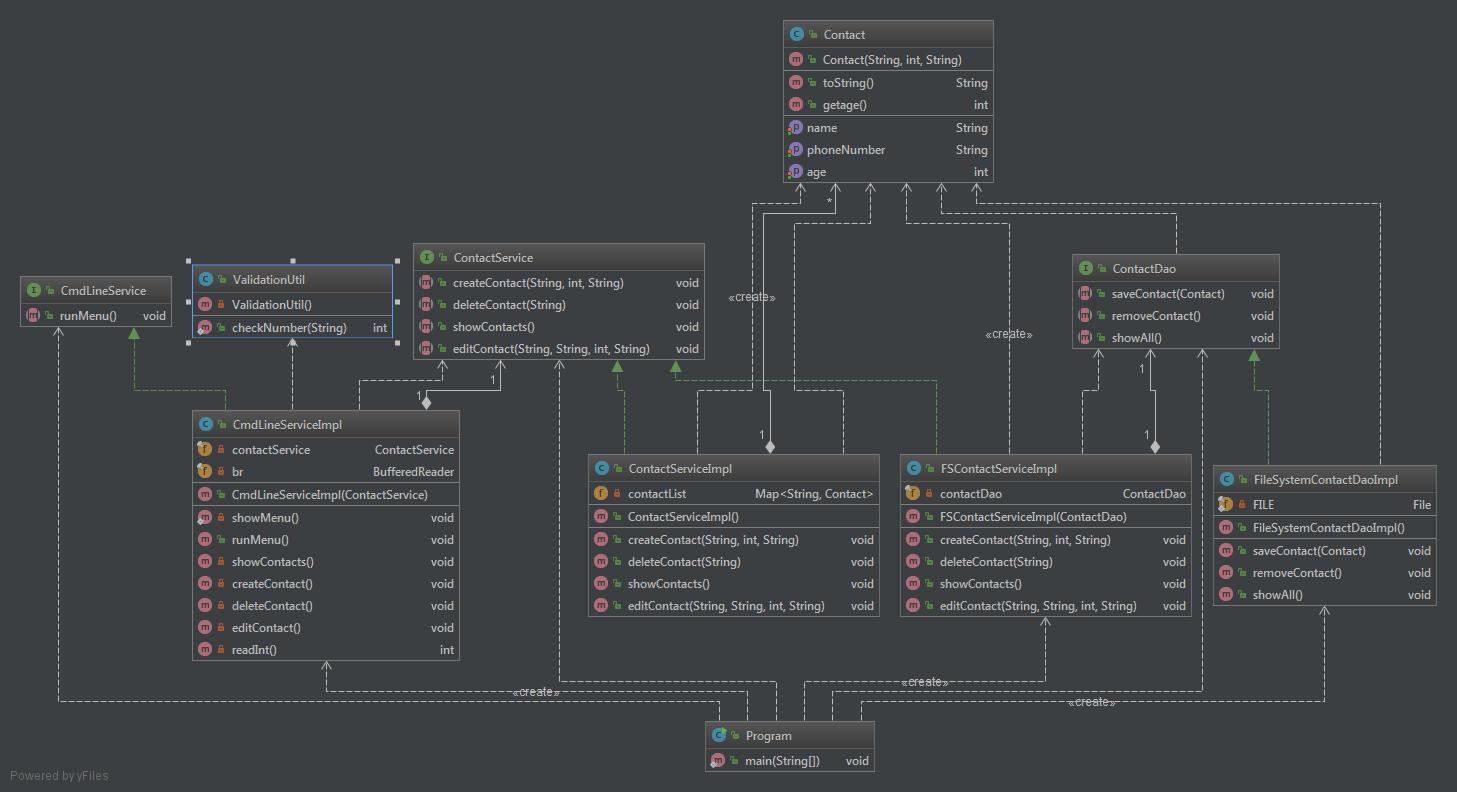 Contact
Contact(String, int, String)
toString() String
getage() int
name String
phoneNumber String
age int
*
CmdLineService
runMenu() void
ValidationUtil
ValidationUtil()
checkNumber(String) int
ContactService
createContact(String, int, String) void
deleteContact(String) void
showContacts() void
editContact(String, String, int, String) void
«create»
«create»
ContactDao
saveContact(Contact) void
removeContact() void
showAll() void
1
1
1
1
1
1
CmdLineServiceImpl
contactService ContactService
br BufferedReader
CmdLineServiceImpl(ContactService)
showMenu() void
runMenu() void
showContacts() void
createContact() void
deleteContact() void
editContact() void
readInt() int
ContactServiceImpl
contactList Map<String, Contact>
ContactServiceImpl()
createContact(String, int, String) void
deleteContact(String) void
showContacts() void
editContact(String, String, int, String) void
FSContactServiceImpl
contactDao ContactDao
FSContactServiceImpl(ContactDao)
createContact(String, int, String) void
deleteContact(String) void
showContacts() void
editContact(String, String, int, String) void
FileSystemContactDaoImpl
FILE File
FileSystemContactDaoImpl()
saveContact(Contact) void
removeContact() void
showAll() void
«create»
«create»
«create»
Program
main(String[]) void
Powered by yFiles